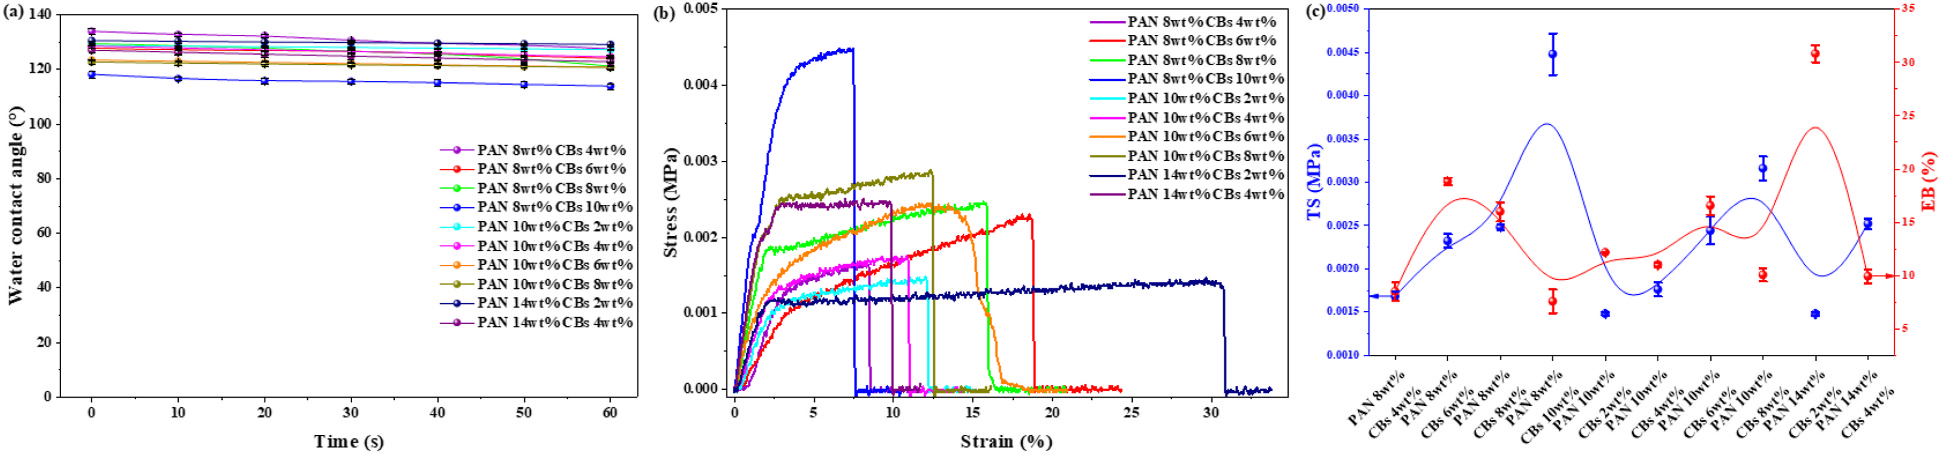 (a)
140
120
100
80
60
40
20
0
Water contact angle (°)
0 10 20 30 40 50 60
Time (s)
PAN 8wt% CBs 4wt%
PAN 8wt% CBs 6wt%
PAN 8wt% CBs 8wt%
PAN 8wt% CBs 10wt%
PAN 10wt% CBs 2wt%
PAN 10wt% CBs 4wt%
PAN 10wt% CBs 6wt%
PAN 10wt% CBs 8wt%
PAN 14wt% CBs 2wt%
PAN 14wt% CBs 4wt%
(b)
0.005
0.004
0.003
0.002
0.001
0.000
Stress (MPa)
0 5 10 15 20 25 30
Strain (%)
PAN 8wt% CBs 4wt%
PAN 8wt% CBs 6wt%
PAN 8wt% CBs 8wt%
PAN 8wt% CBs 10wt%
PAN 10wt% CBs 2wt%
PAN 10wt% CBs 4wt%
PAN 10wt% CBs 6wt%
PAN 10wt% CBs 8wt%
PAN 14wt% CBs 2wt%
PAN 14wt% CBs 4wt%
(c)
0.0050
0.0045
0.0040
0.0035
0.0030
0.0025
0.0020
0.0015
0.0010
TS (MPa)
35
30
25
20
15
10
5
EB (%)
PAN 8wt%
CBs 4wt%
PAN 8wt%
CBs 6wt%
PAN 8wt%
CBs 8wt%
PAN 8wt%
CBs 10wt%
PAN 10wt%
CBs 2wt%
PAN 10wt%
CBs 4wt%
PAN 10wt%
CBs 6wt%
PAN 10wt%
CBs 8wt%
PAN 14wt%
CBs 2wt%
PAN 14wt%
CBs 4wt%